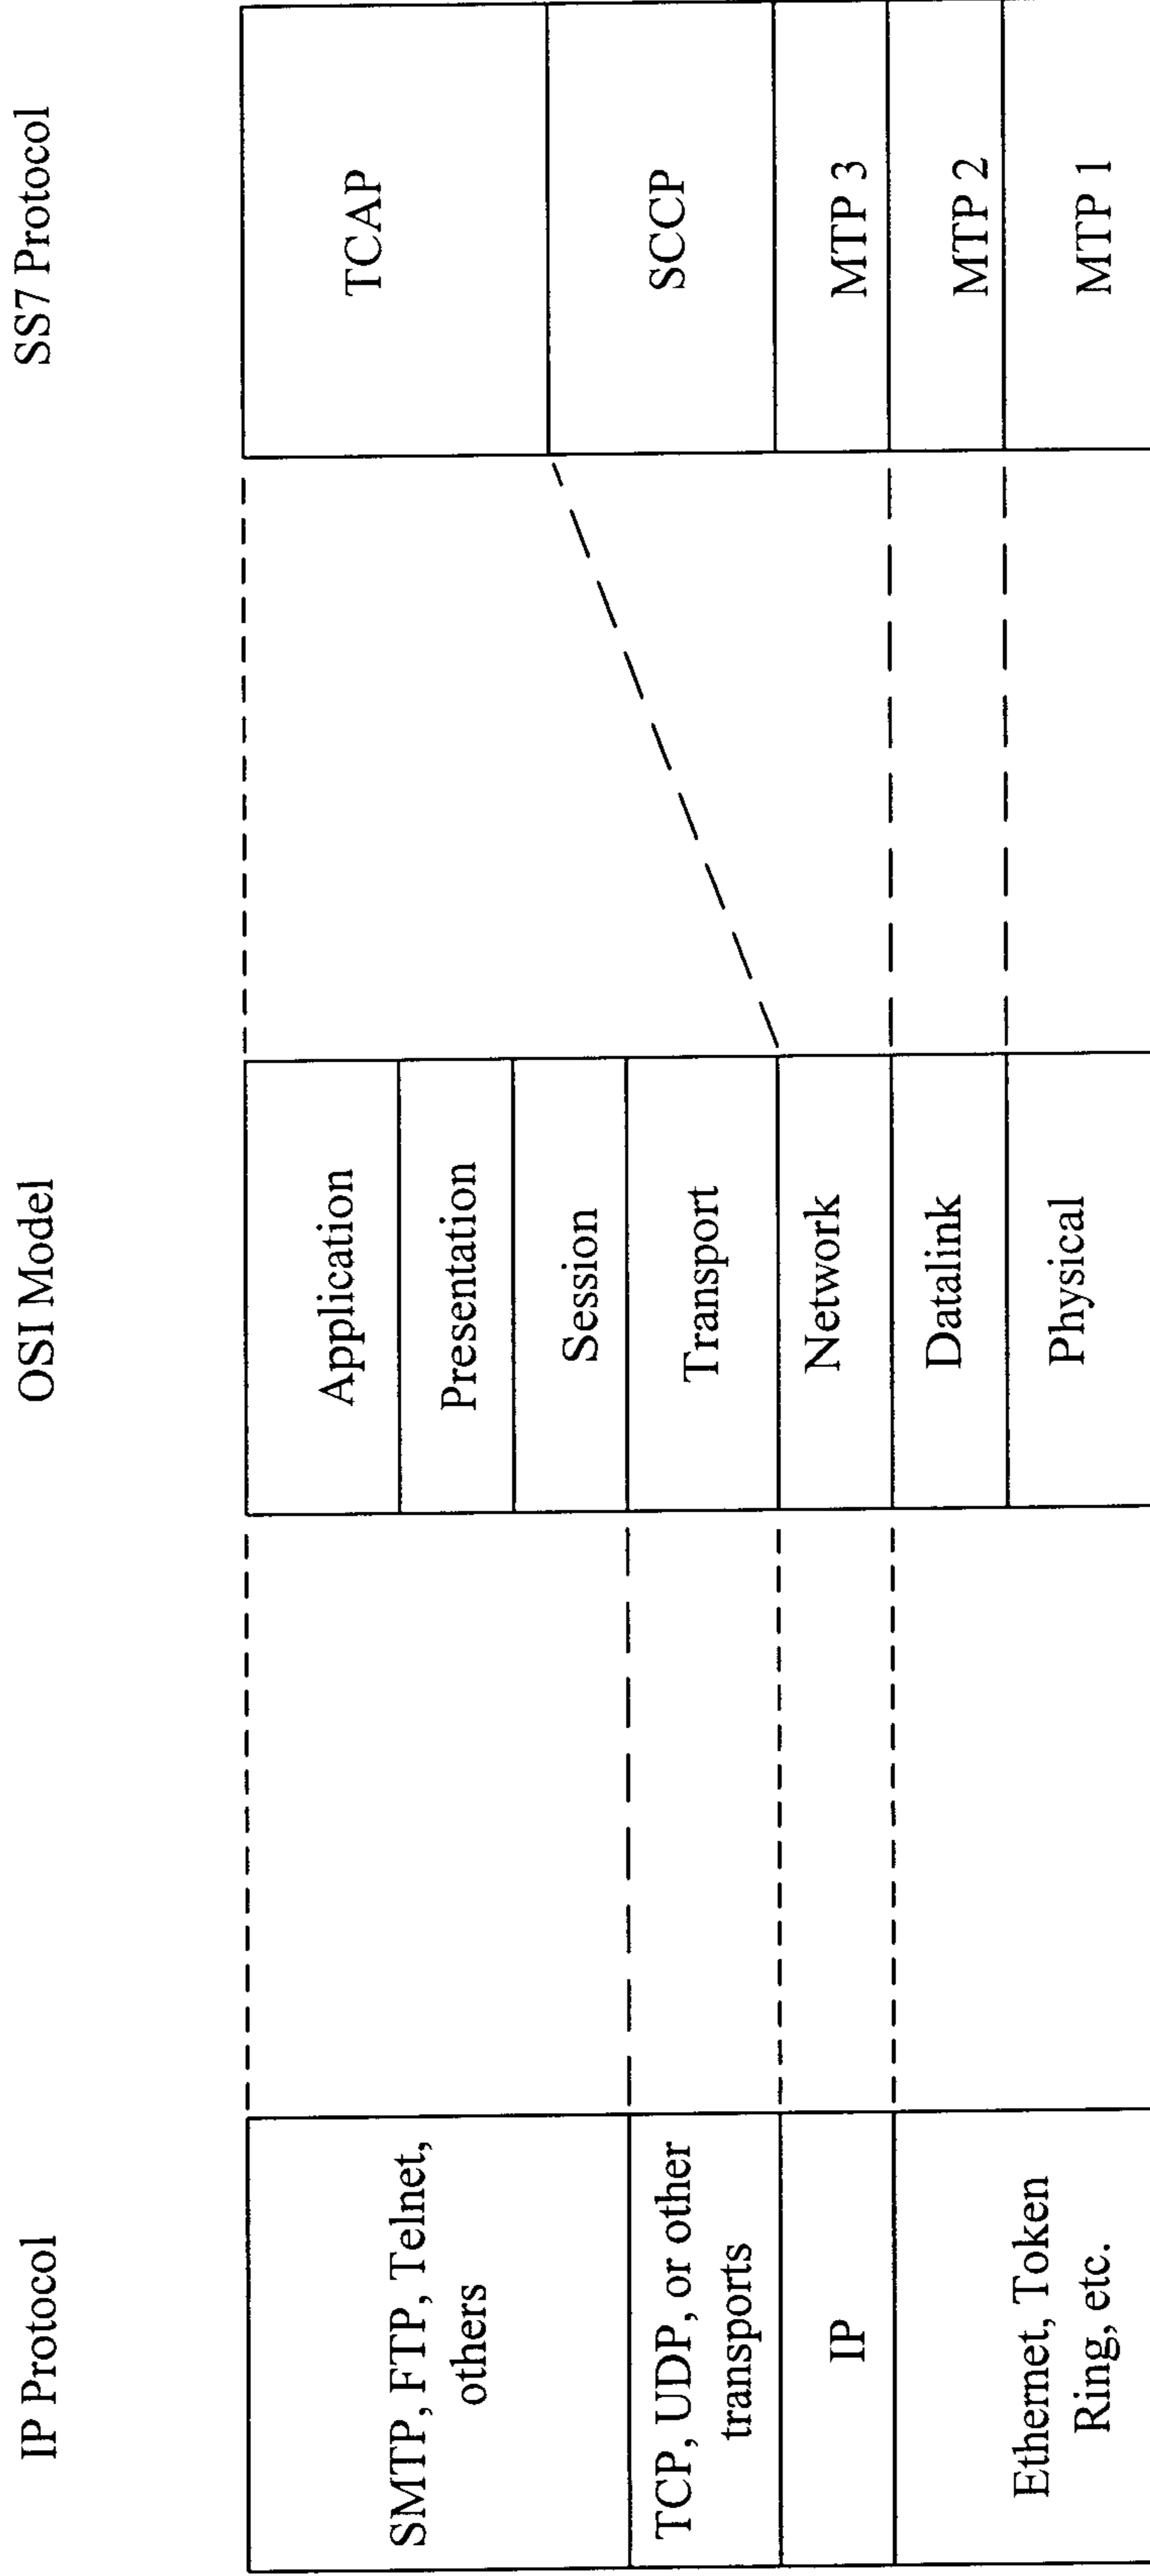 IP Protocol
SMTP, FTP, Telnet,
others
TCP, UDP, or other
transports
IP
Ethernet, Token
Ring, etc.
OSI Model
Application
Presentation
Session
Transport
Network
Datalink
Physical
SS7 Protocol
TCAP
SCCP
MTP 3
MTP 2
MTP 1